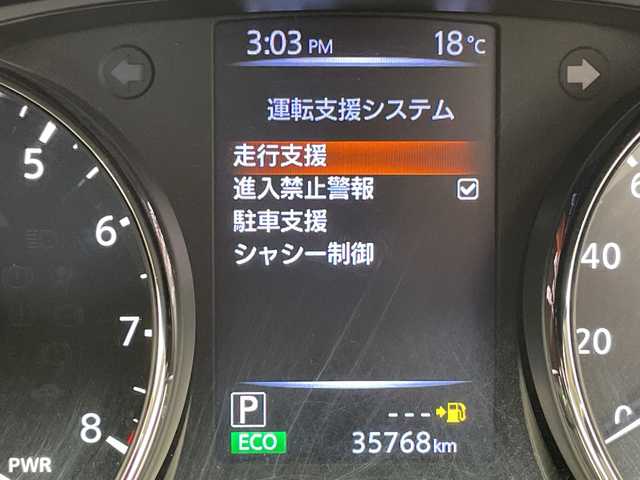 3:03 PM 18°C
運転支援システム
走行支援
進入禁止警報
駐車支援
シャシー制御
P
---
ECO 35768km
5
6
7
8
PWR
6
40
20
0